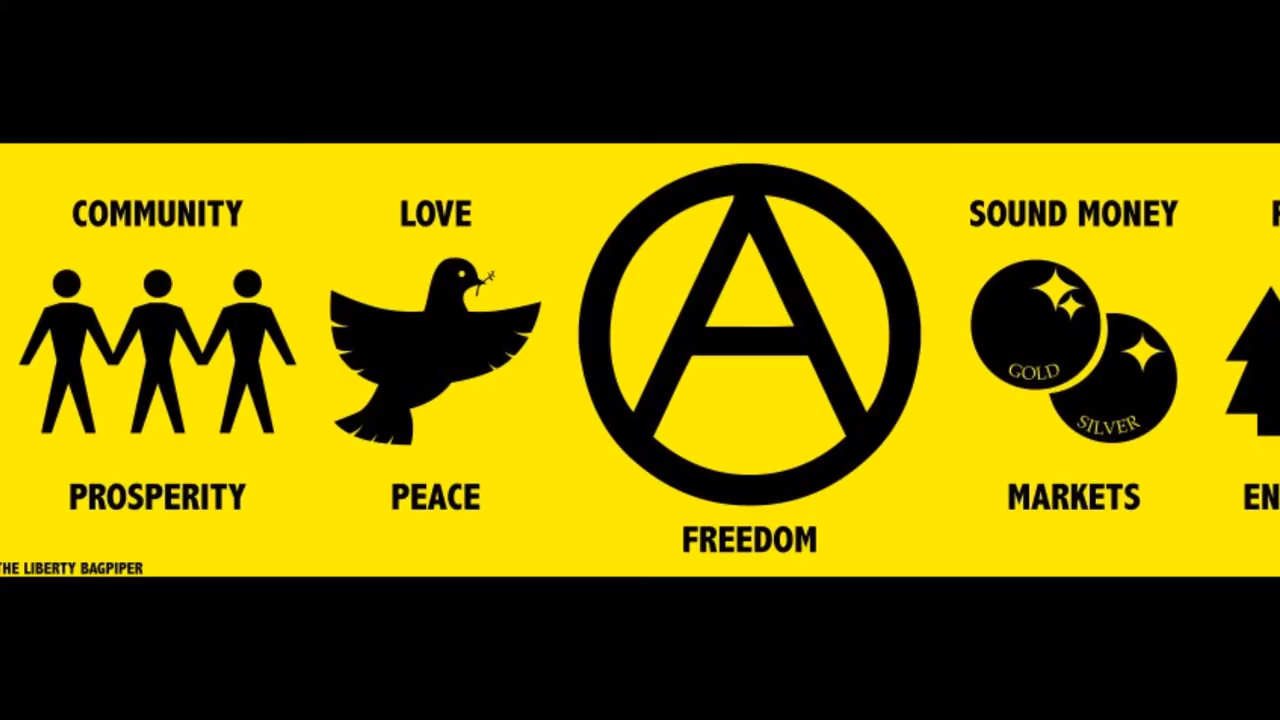 COMMUNITY
PROSPERITY
LOVE
PEACE
A
FREEDOM
SOUND MONEY
GOLD
SILVER
MARKETS
THE LIBERTY BAGPIPER